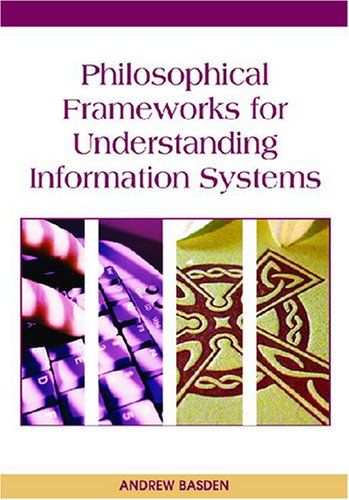 Philosophical
Frameworks for
Understanding
Information Systems
ANDREW BASDEN